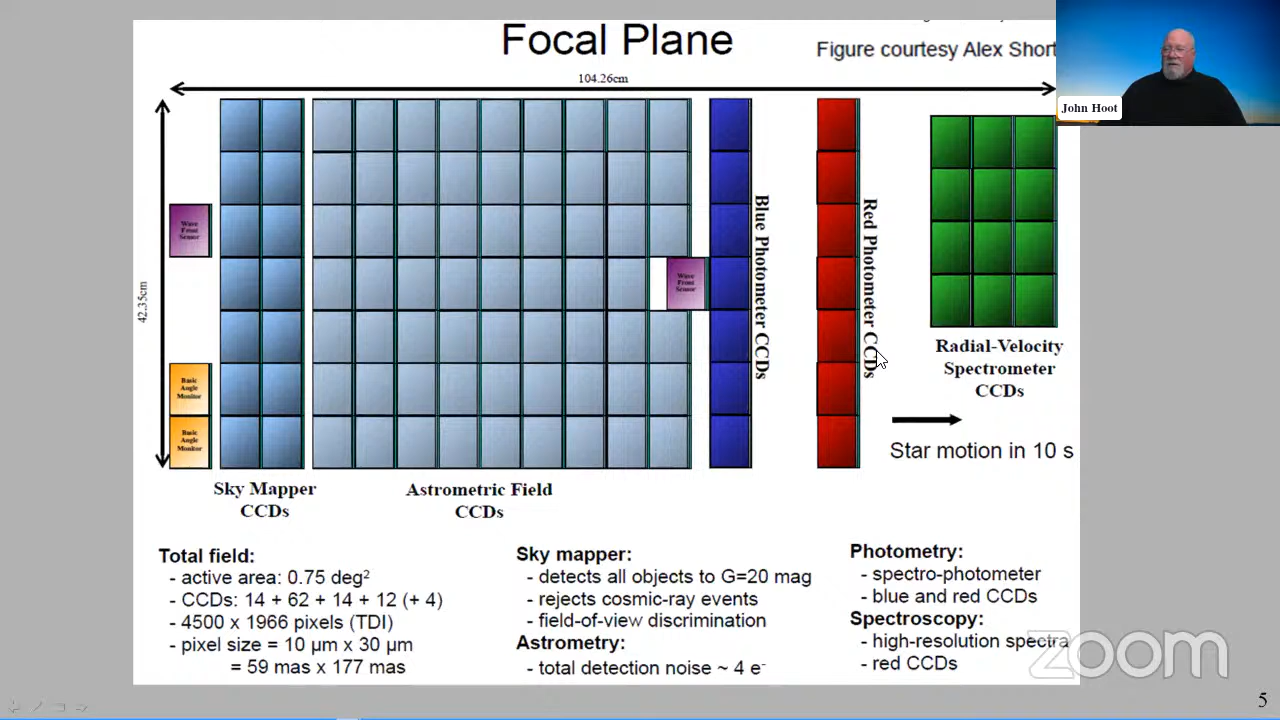 Focal Plane
Figure courtesy Alex Short
John Hoot
104.26cm
42.35cm
Wave
Front
Sensor
Wave
Front
Sensor
Basic
Angle
Monitor
Basic
Angle
Monitor
Blue Photometer CCDs
Red Photometer CCDs
Radial-Velocity
Spectrometer
CCDs
Star motion in 10 s
Sky Mapper
CCDs
Astrometric Field
CCDs
Total field:
- active area: 0.75 deg²
- CCDs: 14 + 62 + 14 + 12 (+ 4)
- 4500 x 1966 pixels (TDI)
- pixel size = 10 µm x 30 µm
= 59 mas x 177 mas
Sky mapper:
- detects all objects to G=20 mag
- rejects cosmic-ray events
- field-of-view discrimination
Astrometry:
- total detection noise ~ 4 e⁻
Photometry:
- spectro-photometer
- blue and red CCDs
Spectroscopy:
- high-resolution spectra
- red CCDs
zoom
5